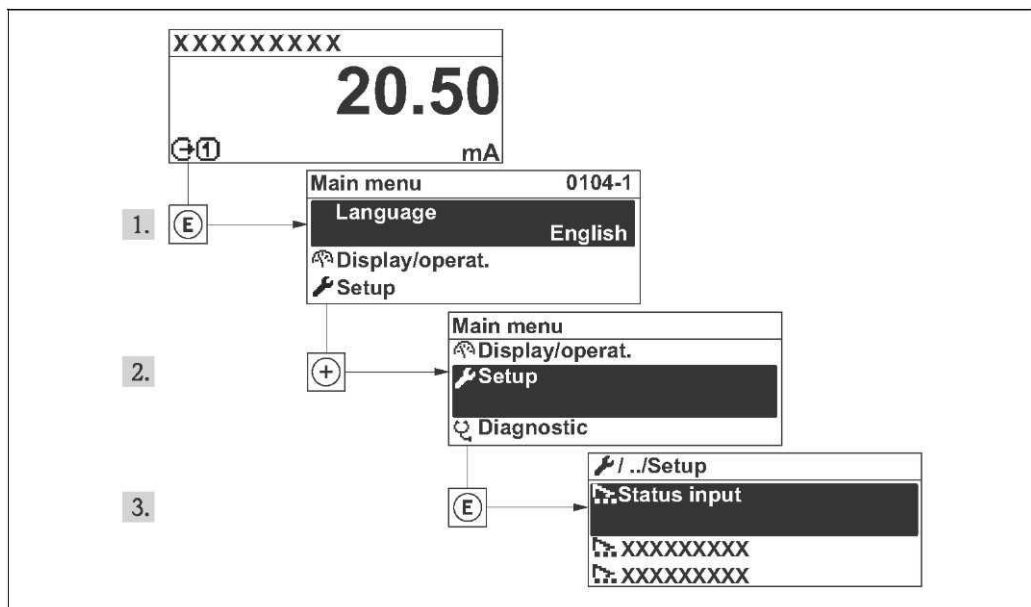 XXXXXXXXX
20.50
1 mA
Main menu 0104-1
1. E Language
English
Display/operat.
Setup
Main menu
Display/operat.
2. + Setup
Diagnostic
/ ../Setup
3. E Status input
XXXXXXXXX
XXXXXXXXX